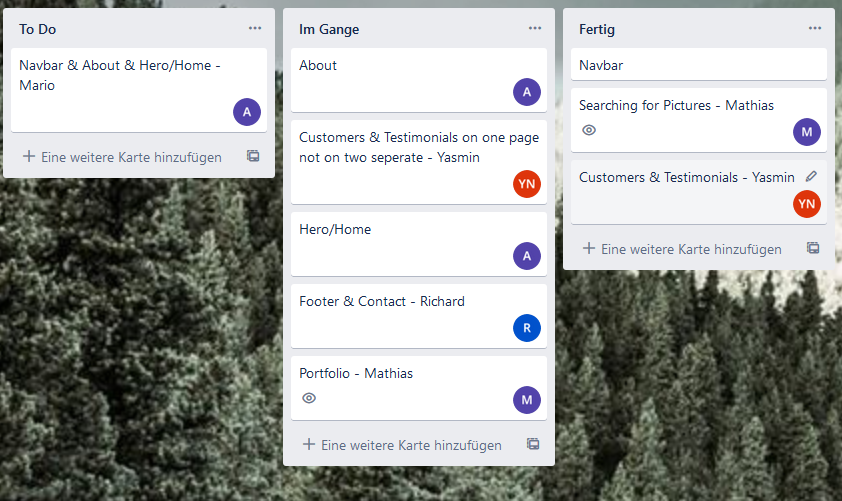 To Do
Navbar & About & Hero/Home -
Mario
A
Eine weitere Karte hinzufügen
Im Gange
About
A
Customers & Testimonials on one page
not on two seperate - Yasmin
YN
Hero/Home
A
Footer & Contact - Richard
R
Portfolio - Mathias
M
Eine weitere Karte hinzufügen
Fertig
Navbar
Searching for Pictures - Mathias
M
Customers & Testimonials - Yasmin
YN
Eine weitere Karte hinzufügen